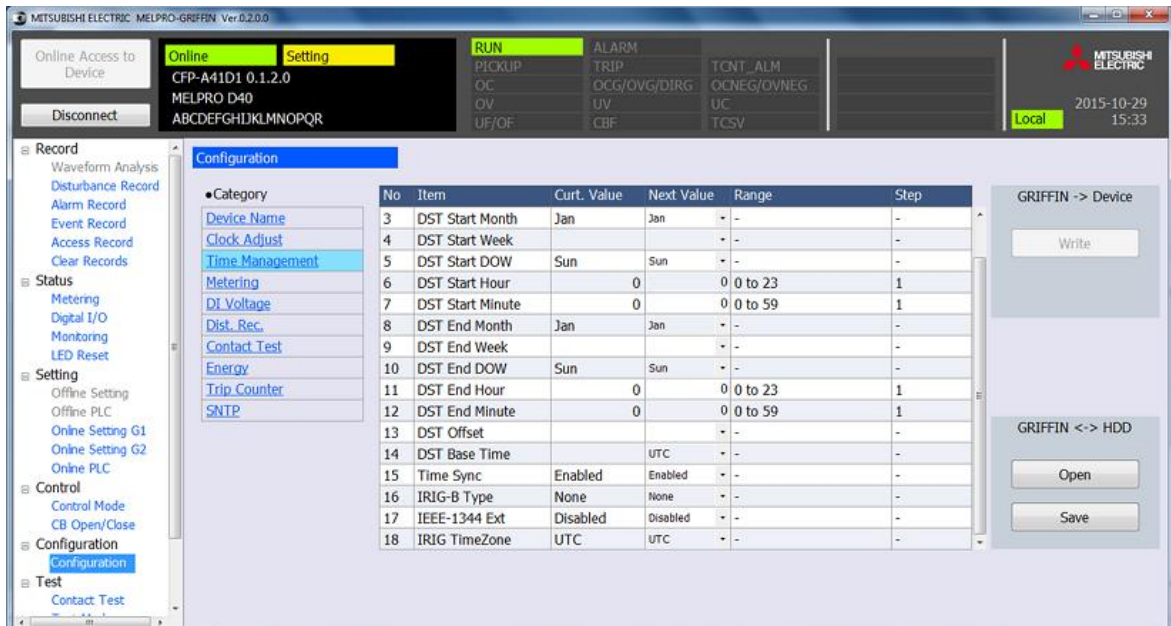 MITSUBISHI ELECTRIC MELPRO-GRIFFIN Ver.0.2.0.0
Online Access to Device
Disconnect
Online Setting
CFP-A41D1 0.1.2.0
MELPRO D40
ABCDEFGHIJKLMNOPQR
RUN ALARM
PICKUP TRIP TCNT_ALM
OC OCG/OVG/DIRG OCNEG/OVNEG
OV UV UC
UF/OF CBF TCSV
MITSUBISHI
ELECTRIC
2015-10-29
Local 15:33
Record
Waveform Analysis
Disturbance Record
Alarm Record
Event Record
Access Record
Clear Records
Status
Metering
Digital I/O
Monitoring
LED Reset
Setting
Offline Setting
Offline PLC
Online Setting G1
Online Setting G2
Online PLC
Control
Control Mode
CB Open/Close
Configuration
Configuration
Test
Contact Test
Configuration
●Category
Device Name
Clock Adjust
Time Management
Metering
DI Voltage
Dist. Rec.
Contact Test
Energy
Trip Counter
SNTP
No Item Curt. Value Next Value Range Step
3 DST Start Month Jan Jan - -
4 DST Start Week - -
5 DST Start DOW Sun Sun - -
6 DST Start Hour 0 0 0 to 23 1
7 DST Start Minute 0 0 0 to 59 1
8 DST End Month Jan Jan - -
9 DST End Week - -
10 DST End DOW Sun Sun - -
11 DST End Hour 0 0 0 to 23 1
12 DST End Minute 0 0 0 to 59 1
13 DST Offset - -
14 DST Base Time UTC - -
15 Time Sync Enabled Enabled - -
16 IRIG-B Type None None - -
17 IEEE-1344 Ext Disabled Disabled - -
18 IRIG TimeZone UTC UTC - -
GRIFFIN -> Device
Write
GRIFFIN <-> HDD
Open
Save